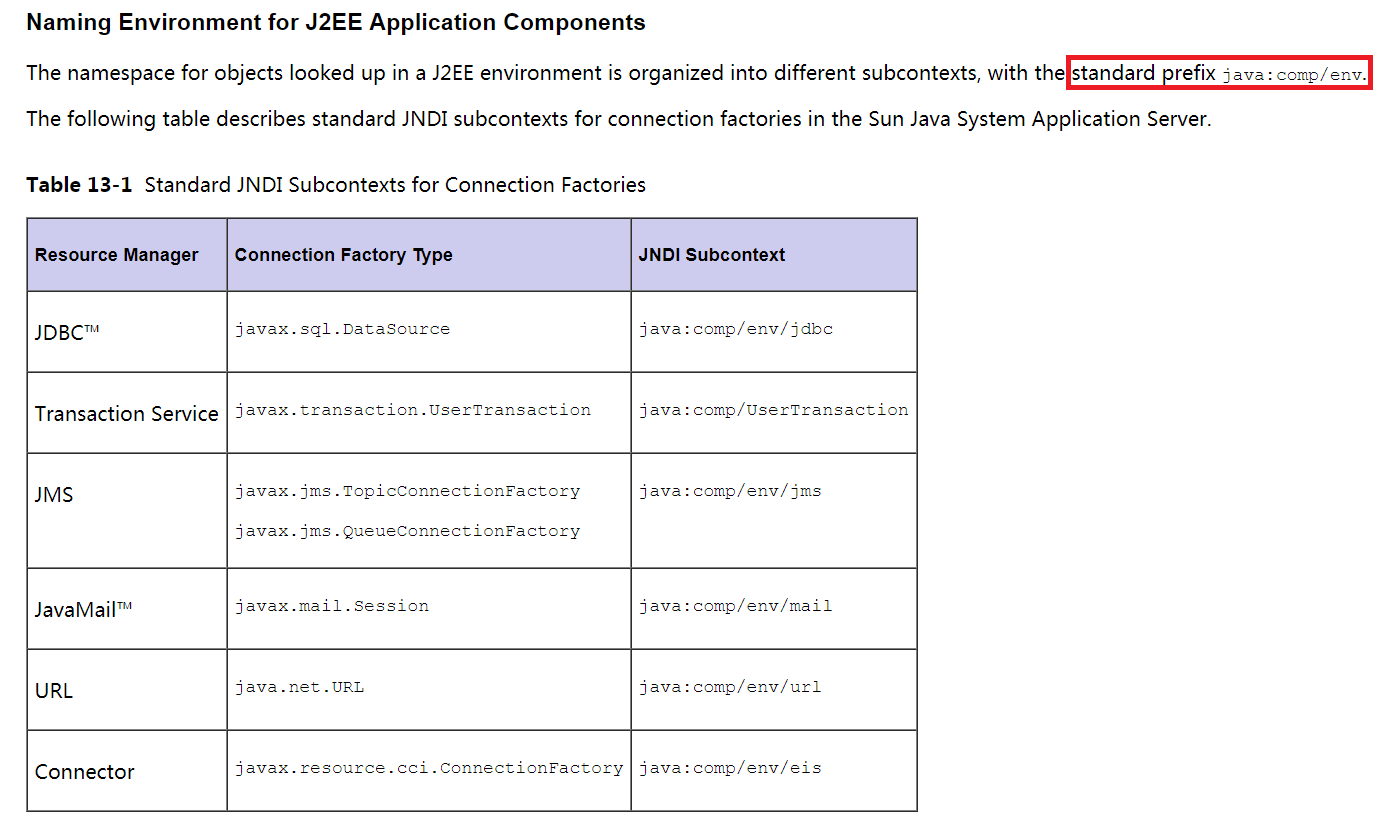 Naming Environment for J2EE Application Components
The namespace for objects looked up in a J2EE environment is organized into different subcontexts, with the standard prefix java:comp/env.
The following table describes standard JNDI subcontexts for connection factories in the Sun Java System Application Server.
Table 13-1 Standard JNDI Subcontexts for Connection Factories
Resource Manager Connection Factory Type JNDI Subcontext
JDBC™ javax.sql.DataSource java:comp/env/jdbc
Transaction Service javax.transaction.UserTransaction java:comp/UserTransaction
JMS javax.jms.TopicConnectionFactory java:comp/env/jms
javax.jms.QueueConnectionFactory
JavaMail™ javax.mail.Session java:comp/env/mail
URL java.net.URL java:comp/env/url
Connector javax.resource.cci.ConnectionFactory java:comp/env/eis